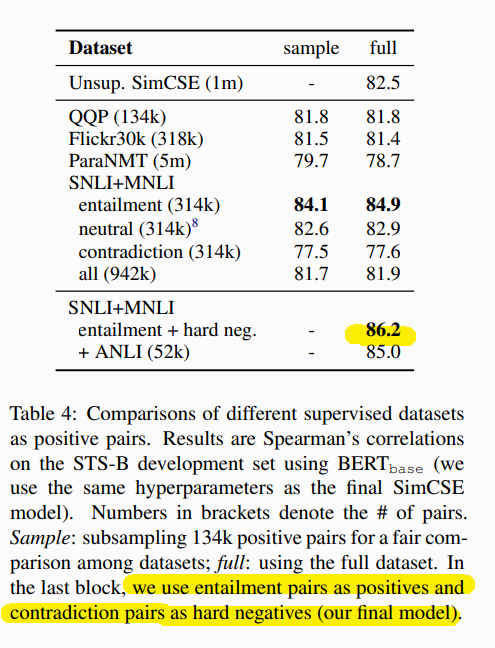 Dataset sample full
Unsup. SimCSE (1m) - 82.5
QQP (134k) 81.8 81.8
Flickr30k (318k) 81.5 81.4
ParaNMT (5m) 79.7 78.7
SNLI+MNLI
entailment (314k) 84.1 84.9
neutral (314k)8 82.6 82.9
contradiction (314k) 77.5 77.6
all (942k) 81.7 81.9
SNLI+MNLI
entailment + hard neg. - 86.2
+ ANLI (52k) - 85.0
Table 4: Comparisons of different supervised datasets
as positive pairs. Results are Spearman's correlations
on the STS-B development set using BERTbase (we
use the same hyperparameters as the final SimCSE
model). Numbers in brackets denote the # of pairs.
Sample: subsampling 134k positive pairs for a fair com-
parison among datasets; full: using the full dataset. In
the last block, we use entailment pairs as positives and
contradiction pairs as hard negatives (our final model).